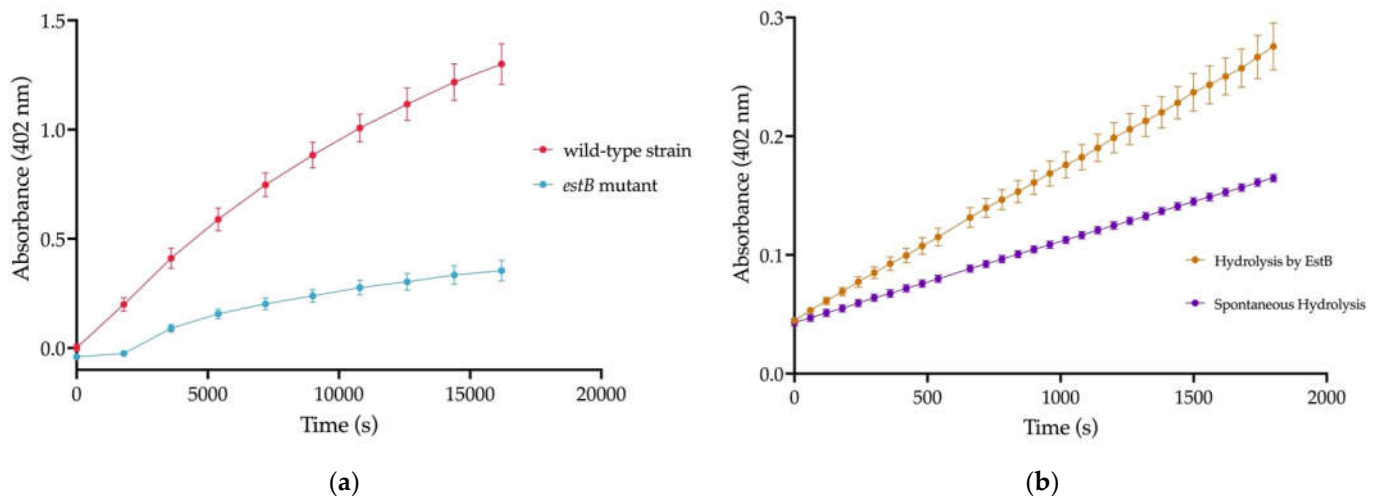 1.5
1.0
0.5
0.0
Absorbance (402 nm)
0
5000
10000
15000
20000
Time (s)
wild-type strain
estB mutant
(a)
0.3
0.2
0.1
0.0
Absorbance (402 nm)
0
500
1000
1500
2000
Time (s)
Hydrolysis by EstB
Spontaneous Hydrolysis
(b)